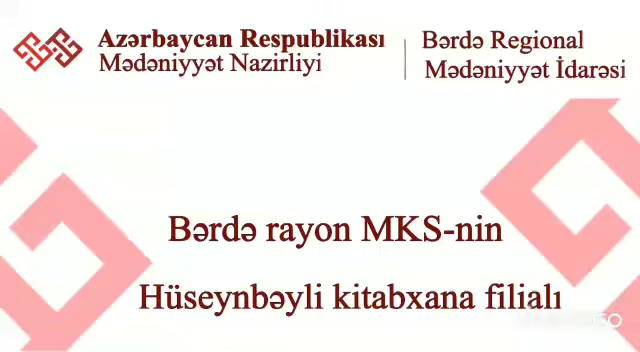 Azərbaycan Respublikası
Mədəniyyət Nazirliyi
Bərdə Regional
Mədəniyyət İdarəsi
Bərdə rayon MKS-nin
Hüseynbəyli kitabxana filialı